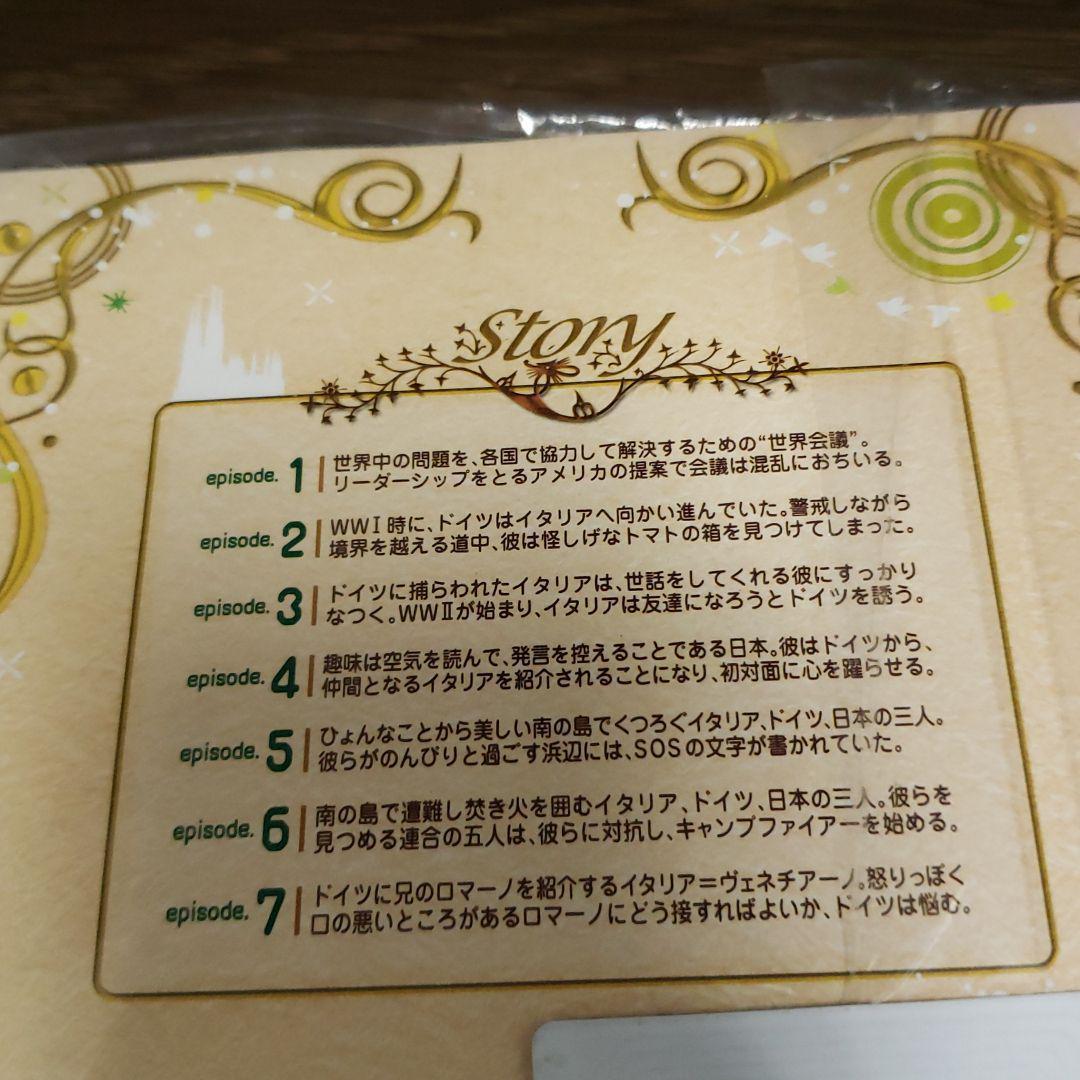 Story
episode. 1 世界中の問題を、各国で協力して解決するための“世界会議”。
リーダーシップをとるアメリカの提案で会議は混乱におちいる。
episode. 2 WWⅠ時に、ドイツはイタリアへ向かい進んでいた。警戒しながら
境界を越える道中、彼は怪しげなトマトの箱を見つけてしまった。
episode. 3 ドイツに捕らわれたイタリアは、世話をしてくれる彼にすっかり
なつく。WWⅡが始まり、イタリアは友達になろうとドイツを誘う。
episode. 4 趣味は空気を読んで、発言を控えることである日本。彼はドイツから、
仲間となるイタリアを紹介されることになり、初対面に心を躍らせる。
episode. 5 ひょんなことから美しい南の島でくつろぐイタリア、ドイツ、日本の三人。
彼らがのんびりと過ごす浜辺には、SOSの文字が書かれていた。
episode. 6 南の島で遭難し焚き火を囲むイタリア、ドイツ、日本の三人。彼らを
見つめる連合の五人は、彼らに対抗し、キャンプファイアーを始める。
episode. 7 ドイツに兄のロマーノを紹介するイタリア＝ヴェネチアーノ。怒りっぽく
口の悪いところがあるロマーノにどう接すればよいか、ドイツは悩む。